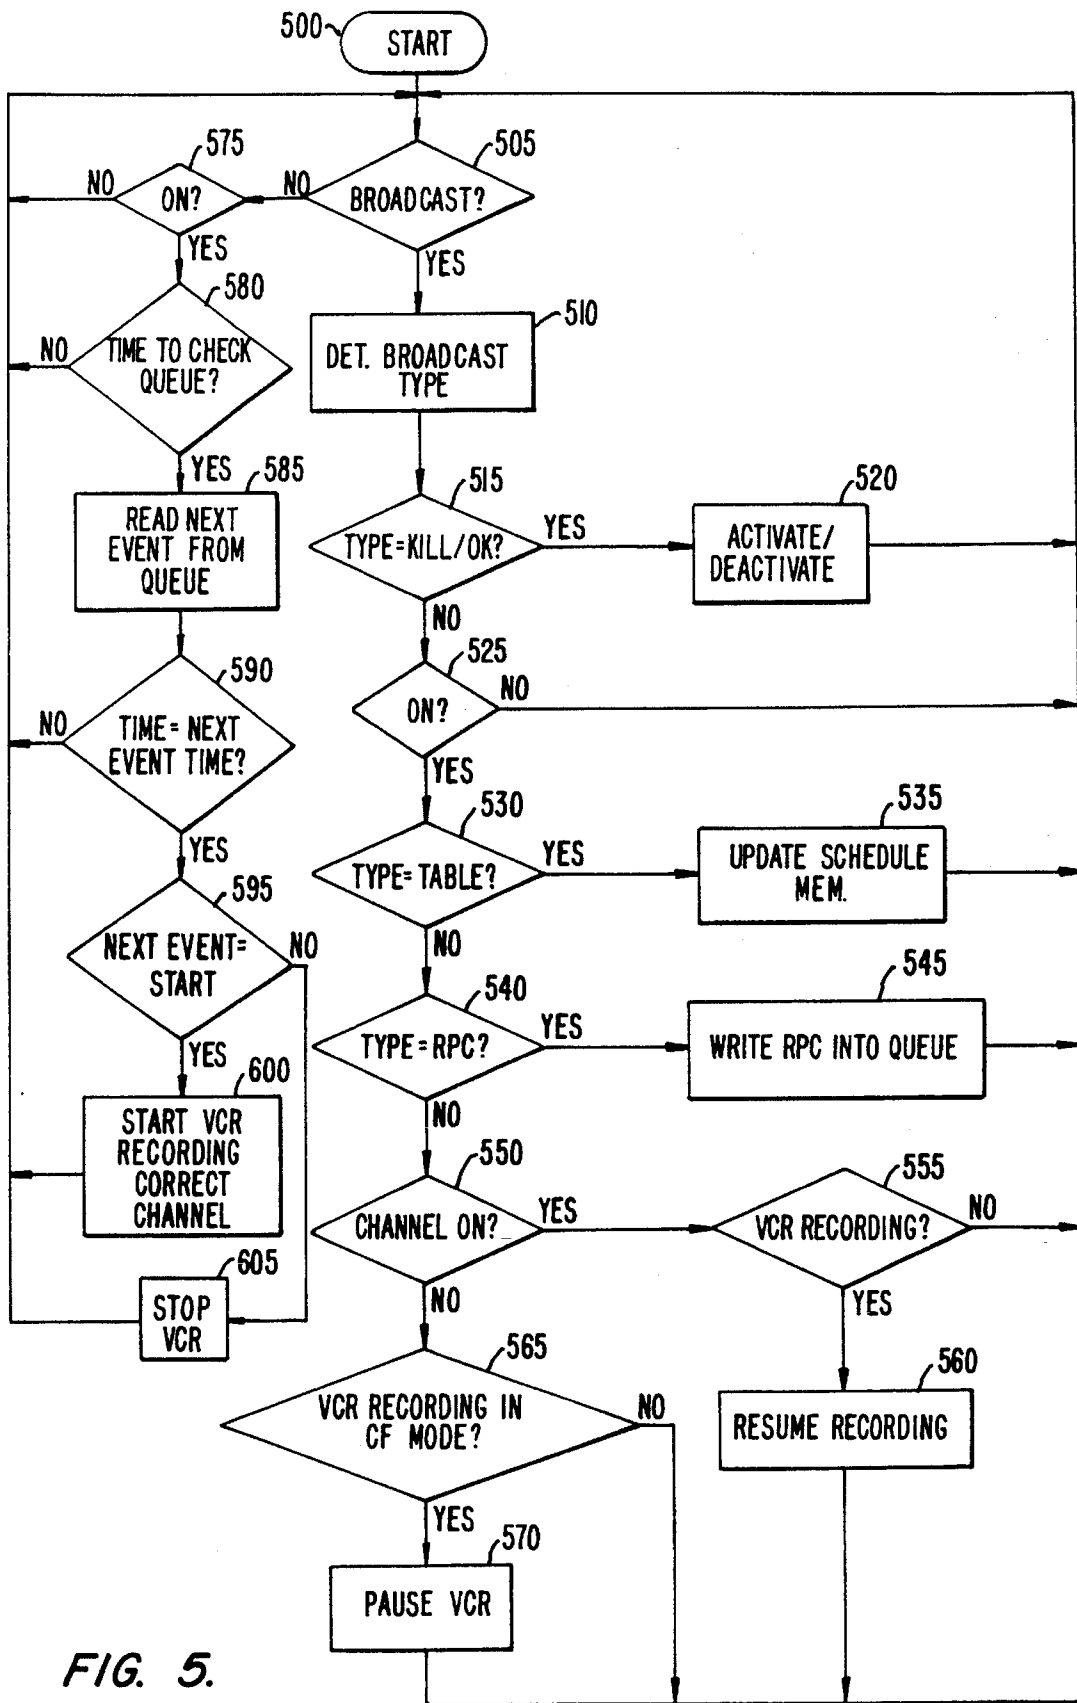 500
START
575
505
NO
ON?
NO
BROADCAST?
YES
YES
580
510
NO
TIME TO CHECK
QUEUE?
DET. BROADCAST
TYPE
YES
585
515
520
READ NEXT
EVENT FROM
QUEUE
TYPE=KILL/OK?
YES
ACTIVATE/
DEACTIVATE
NO
590
525
NO
TIME=NEXT
EVENT TIME?
ON?
NO
YES
530
535
YES
595
TYPE=TABLE?
YES
UPDATE SCHEDULE
MEM.
NEXT EVENT=
START
NO
NO
540
545
YES
600
TYPE=RPC?
YES
WRITE RPC INTO QUEUE
START VCR
RECORDING
CORRECT
CHANNEL
NO
550
555
CHANNEL ON?
YES
VCR RECORDING?
NO
605
STOP
VCR
NO
YES
565
560
VCR RECORDING IN
CF MODE?
NO
RESUME RECORDING
YES
570
PAUSE VCR
FIG. 5.